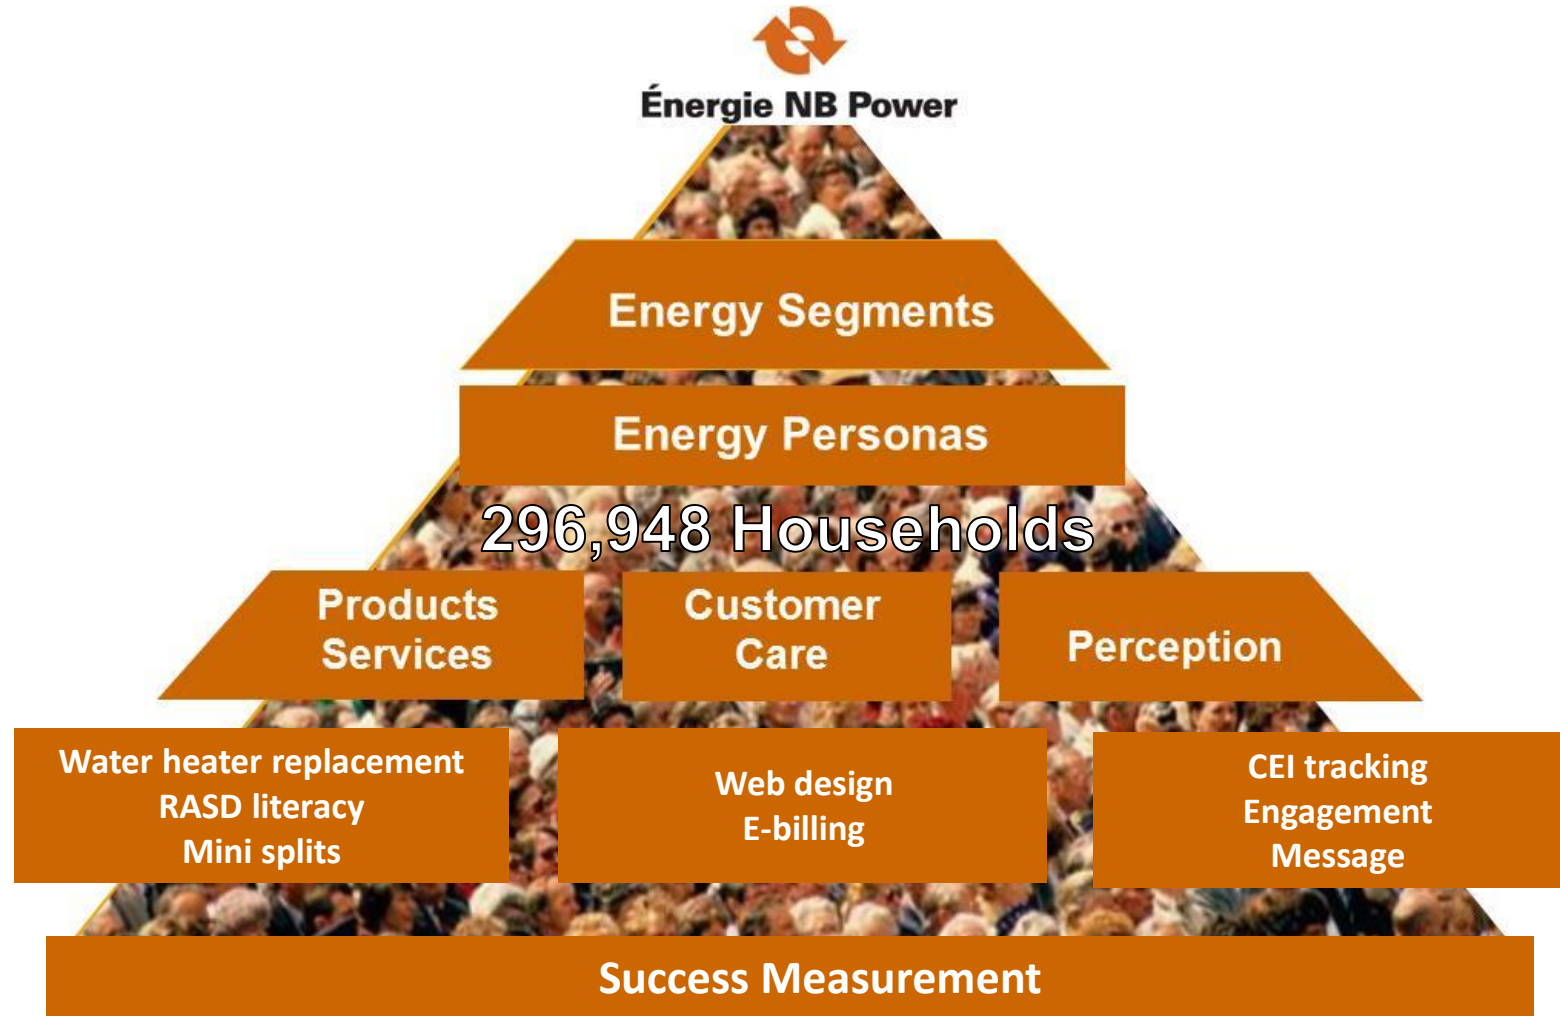 Énergie NB Power
Energy Segments
Energy Personas
296,948 Households
Products
Services
Customer
Care
Perception
Water heater replacement
RASD literacy
Mini splits
Web design
E-billing
CEI tracking
Engagement
Message
Success Measurement